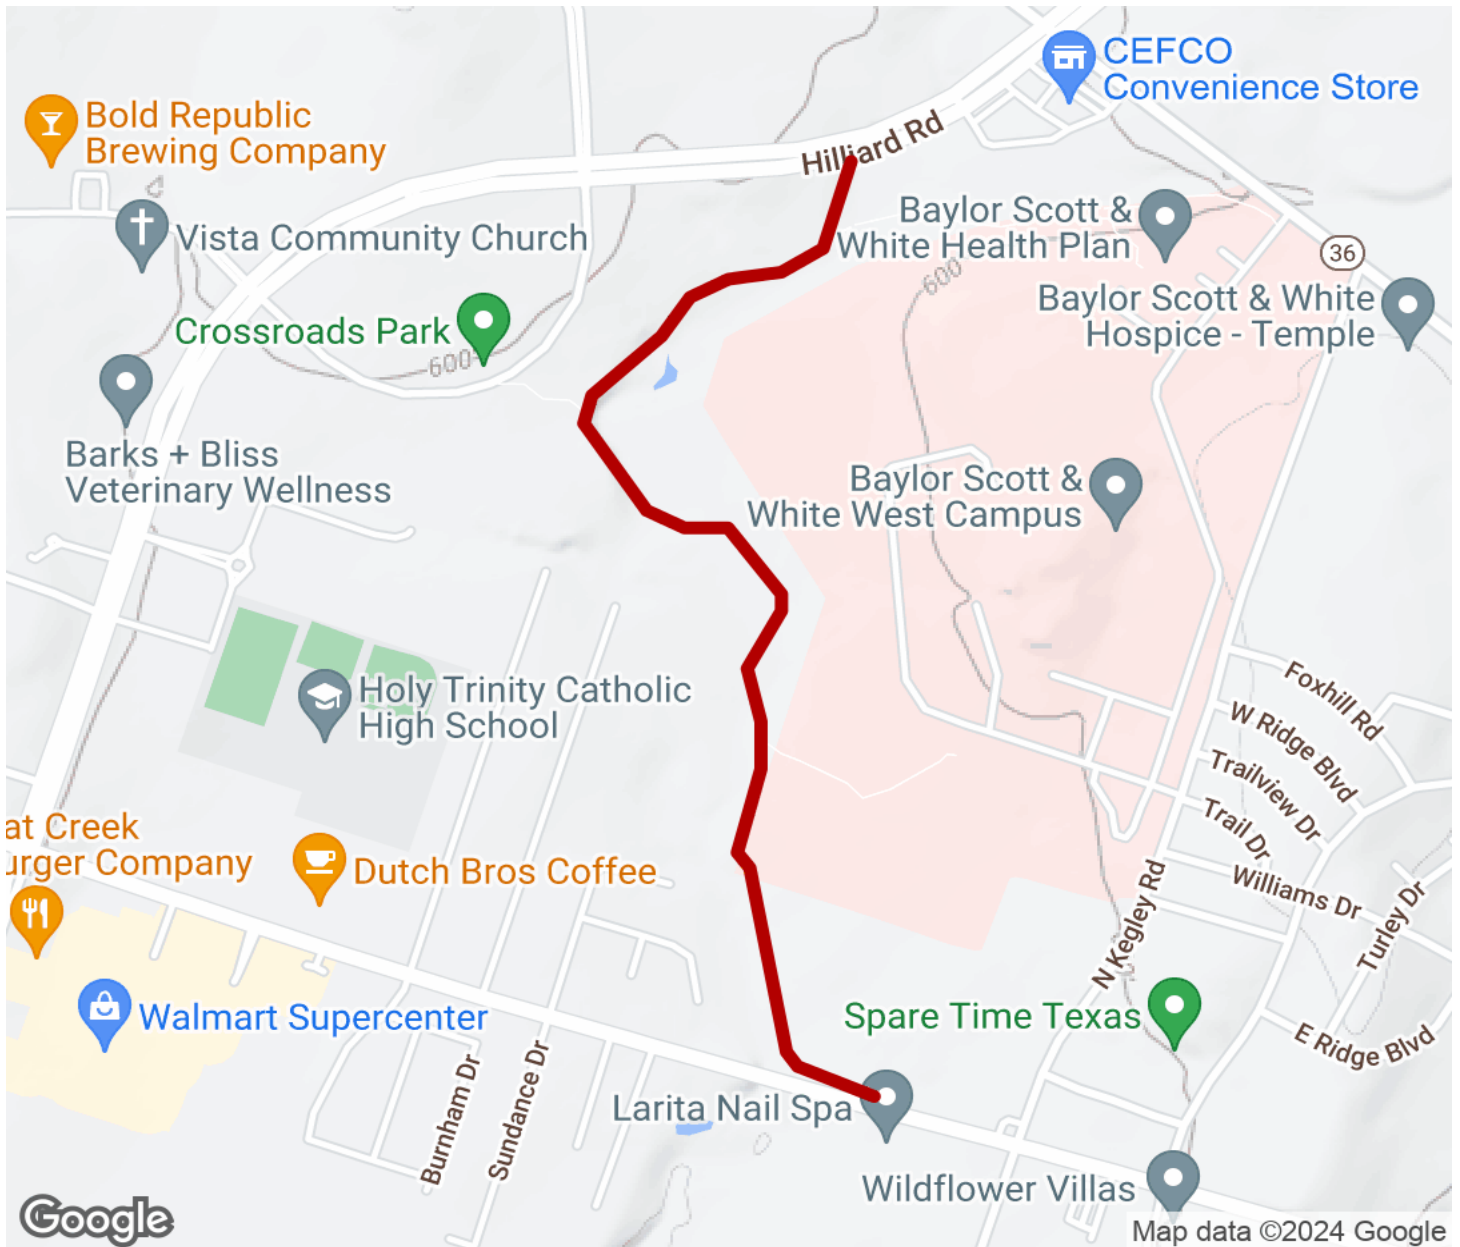 CEFCO
Convenience Store
Bold Republic
Brewing Company
Hilliard Rd
Baylor Scott &
White Health Plan
Vista Community Church
36
600
Baylor Scott & White
Hospice - Temple
Crossroads Park
600
Barks + Bliss
Veterinary Wellness
Baylor Scott &
White West Campus
Holy Trinity Catholic
High School
Foxhill Rd
W Ridge Blvd
Trailview Dr
Trail Dr
at Creek
urger Company
Dutch Bros Coffee
Williams Dr
Turley Dr
N Kegley Rd
Walmart Supercenter
Spare Time Texas
E Ridge Blvd
Burnham Dr
Sundance Dr
Larita Nail Spa
Wildflower Villas
Google
Map data ©2024 Google